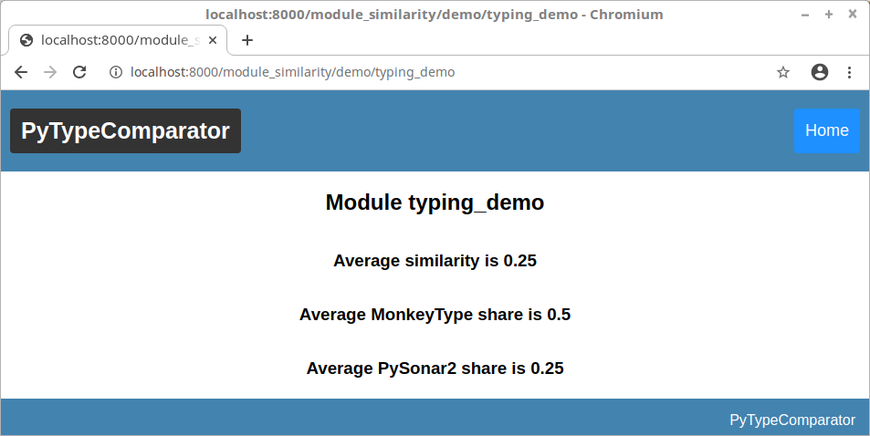 localhost:8000/module_similarity/demo/typing_demo - Chromium
localhost:8000/module_s
localhost:8000/module_similarity/demo/typing_demo
PyTypeComparator
Home
Module typing_demo
Average similarity is 0.25
Average MonkeyType share is 0.5
Average PySonar2 share is 0.25
PyTypeComparator